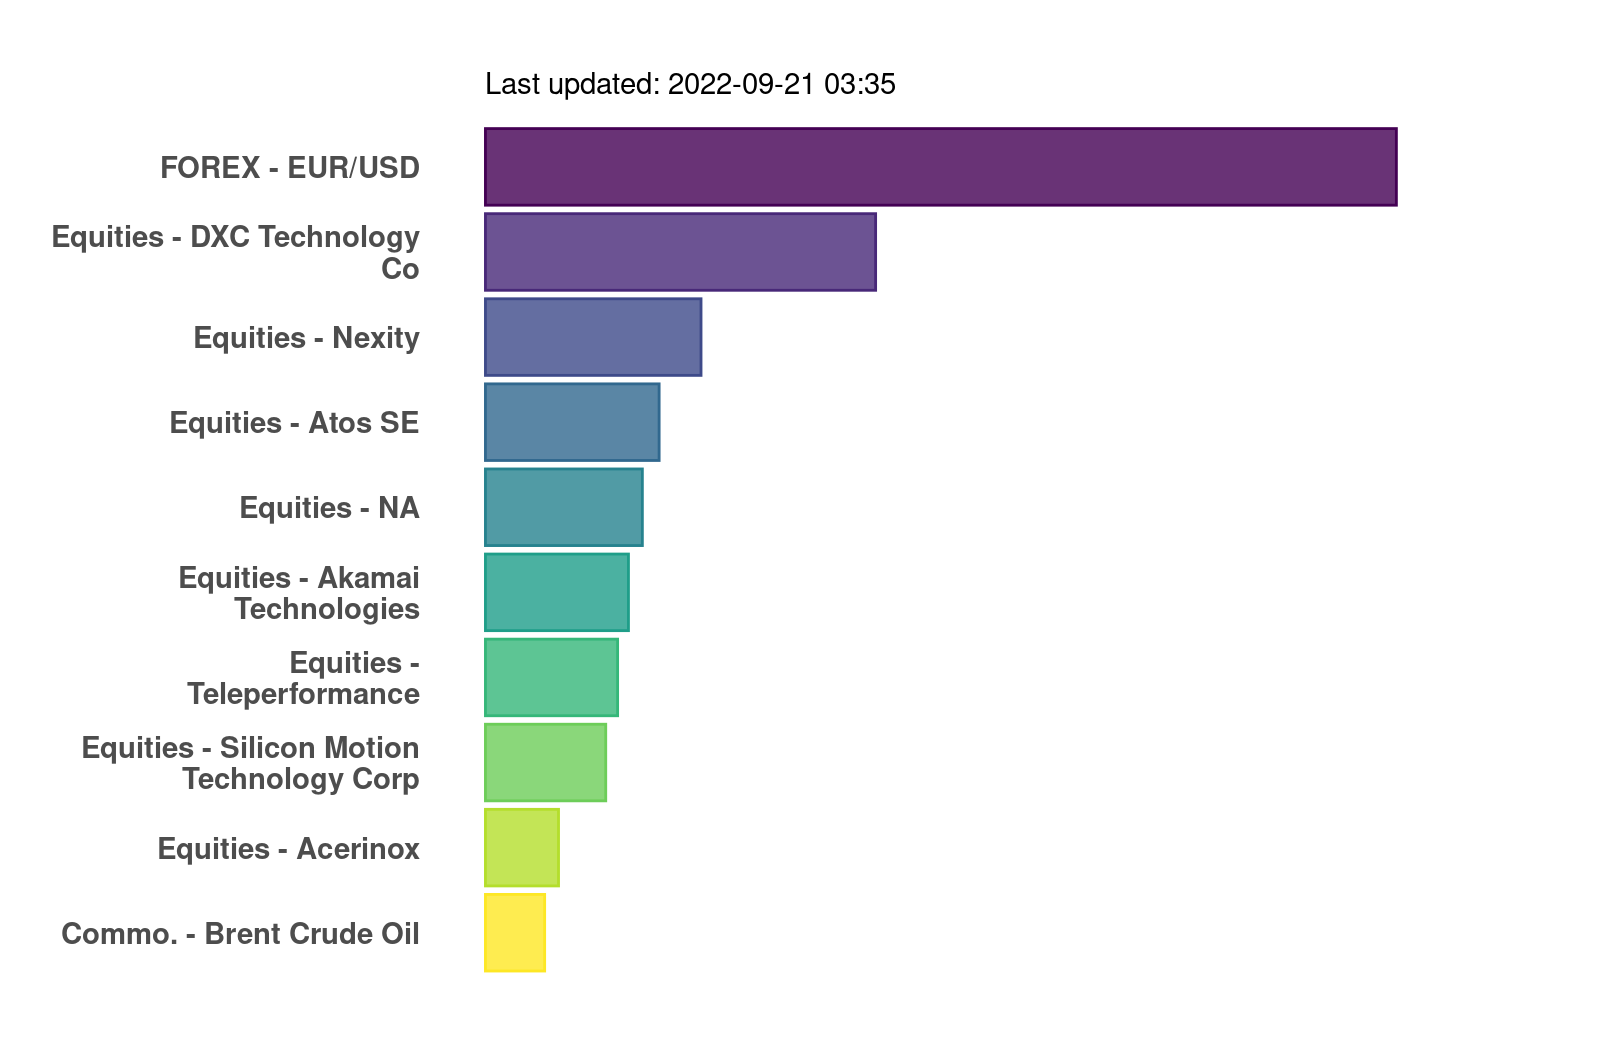 Last updated: 2022-09-21 03:35
FOREX - EUR/USD
Equities - DXC Technology
Co
Equities - Nexity
Equities - Atos SE
Equities - NA
Equities - Akamai
Technologies
Equities -
Teleperformance
Equities - Silicon Motion
Technology Corp
Equities - Acerinox
Commo. - Brent Crude Oil